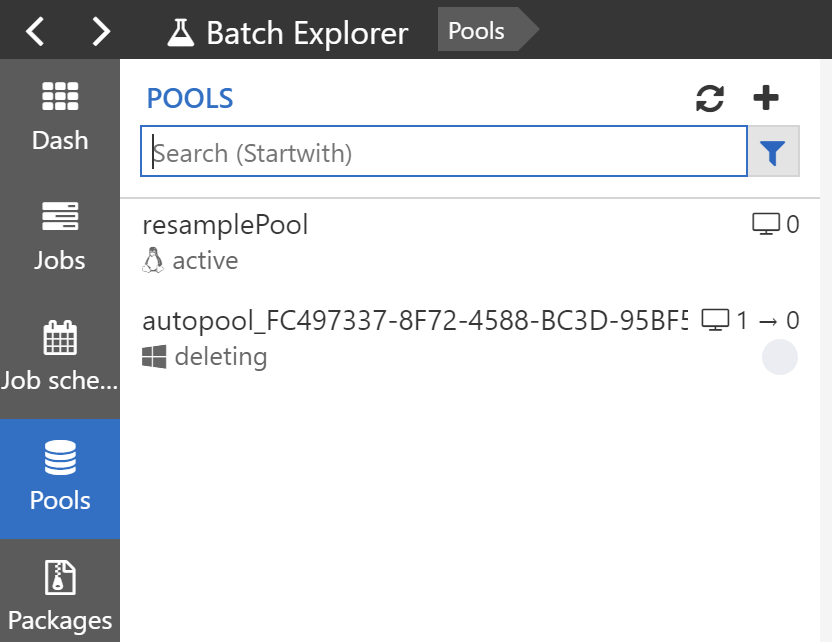 Batch Explorer
Pools
Dash
Jobs
Job sche...
Pools
Packages
POOLS
Search (Startwith)
resamplePool
0
active
autopool_FC497337-8F72-4588-BC3D-95BF5
1 → 0
deleting